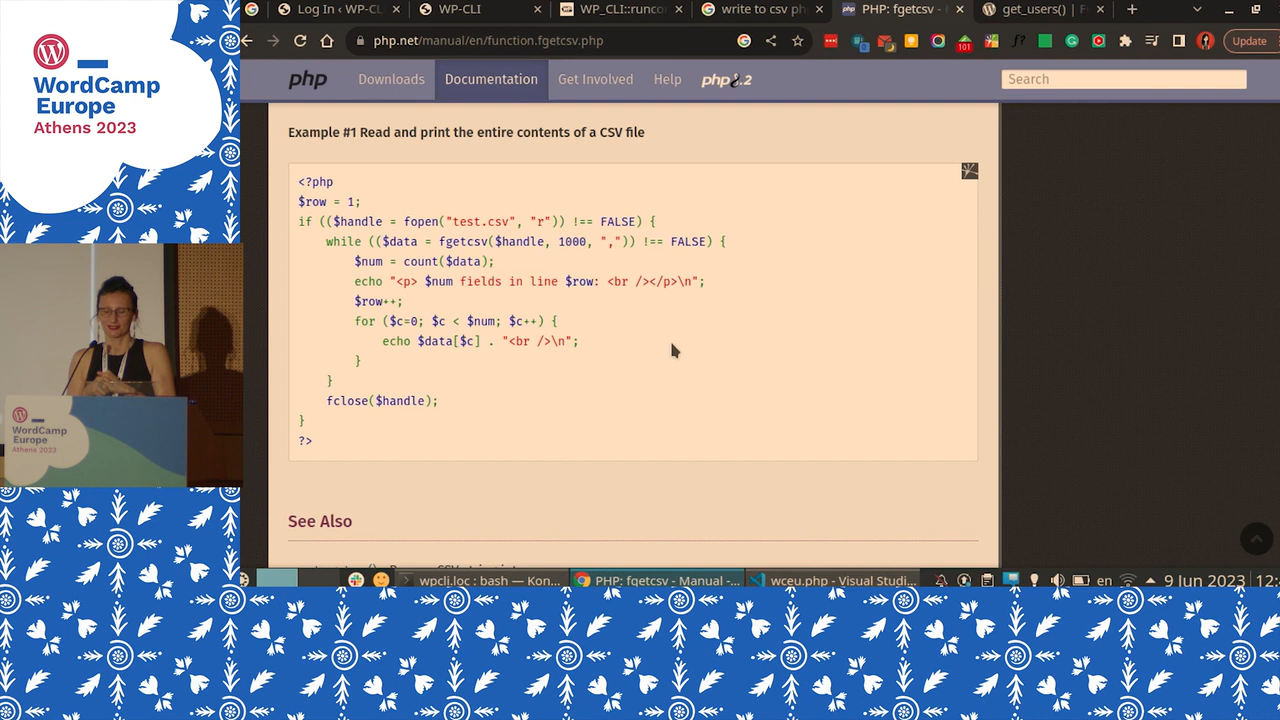 WordCamp
Europe
Athens 2023
Log In ‹ WP-CL
WP-CLI
WP_CLI::runco
write to csv ph
PHP: fgetcsv -
get_users() | F
php.net/manual/en/function.fgetcsv.php
101
f?
Update
php
Downloads
Documentation
Get Involved
Help
php8.2
Search
Example #1 Read and print the entire contents of a CSV file
<?php
$row = 1;
if (($handle = fopen("test.csv", "r")) !== FALSE) {
while (($data = fgetcsv($handle, 1000, ",")) !== FALSE) {
$num = count($data);
echo "<p> $num fields in line $row: <br /></p>\n";
$row++;
for ($c=0; $c < $num; $c++) {
echo $data[$c] . "<br />\n";
}
}
fclose($handle);
}
?>
See Also
WordCamp
Europe
Athens 2023
wpcli.loc : bash — Kon...
PHP: fgetcsv - Manual -...
wceu.php - Visual Studi...
en
9 Jun 2023